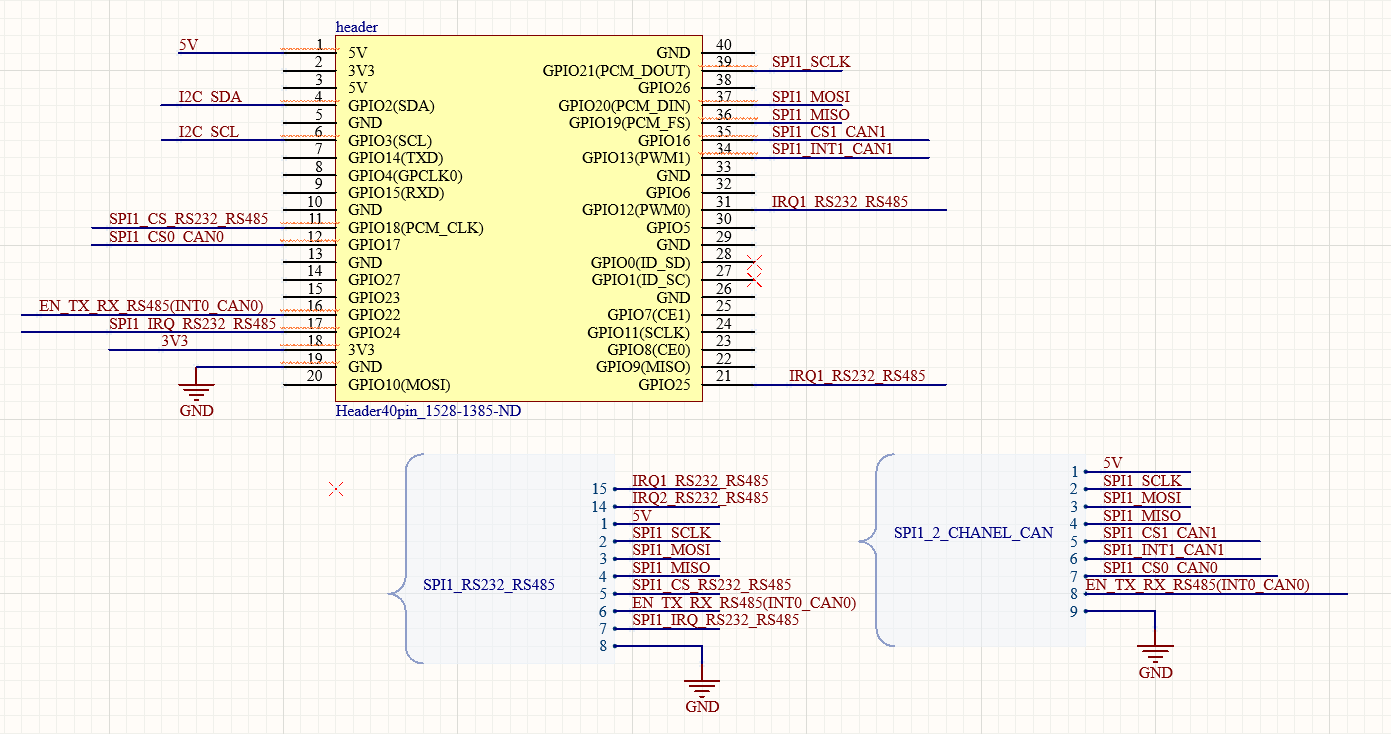 header
5V 1 5V
2 3V3
3 5V
I2C_SDA 4 GPIO2(SDA)
5 GND
I2C_SCL 6 GPIO3(SCL)
7 GPIO14(TXD)
8 GPIO4(GPCLK0)
9 GPIO15(RXD)
10 GND
SPI1_CS_RS232_RS485 11 GPIO18(PCM_CLK)
SPI1_CS0_CAN0 12 GPIO17
13 GND
14 GPIO27
15 GPIO23
EN_TX_RX_RS485(INT0_CAN0) 16 GPIO22
SPI1_IRQ_RS232_RS485 17 GPIO24
3V3 18 3V3
19 GND
20 GPIO10(MOSI)
GND
GND 40
GPIO21(PCM_DOUT) 39 SPI1_SCLK
GPIO26 38
GPIO20(PCM_DIN) 37 SPI1_MOSI
GPIO19(PCM_FS) 36 SPI1_MISO
GPIO16 35 SPI1_CS1_CAN1
GPIO13(PWM1) 34 SPI1_INT1_CAN1
GND 33
GPIO6 32
GPIO12(PWM0) 31 IRQ1_RS232_RS485
GPIO5 30
GND 29
GPIO0(ID_SD) 28
GPIO1(ID_SC) 27
GND 26
GPIO7(CE1) 25
GPIO11(SCLK) 24
GPIO8(CE0) 23
GPIO9(MISO) 22
GPIO25 21 IRQ1_RS232_RS485
Header40pin_1528-1385-ND
SPI1_RS232_RS485
15 IRQ1_RS232_RS485
14 IRQ2_RS232_RS485
1 5V
2 SPI1_SCLK
3 SPI1_MOSI
4 SPI1_MISO
5 SPI1_CS_RS232_RS485
6 EN_TX_RX_RS485(INT0_CAN0)
7 SPI1_IRQ_RS232_RS485
8
GND
SPI1_2_CHANEL_CAN
1 5V
2 SPI1_SCLK
3 SPI1_MOSI
4 SPI1_MISO
5 SPI1_CS1_CAN1
6 SPI1_INT1_CAN1
7 SPI1_CS0_CAN0
8 EN_TX_RX_RS485(INT0_CAN0)
9
GND